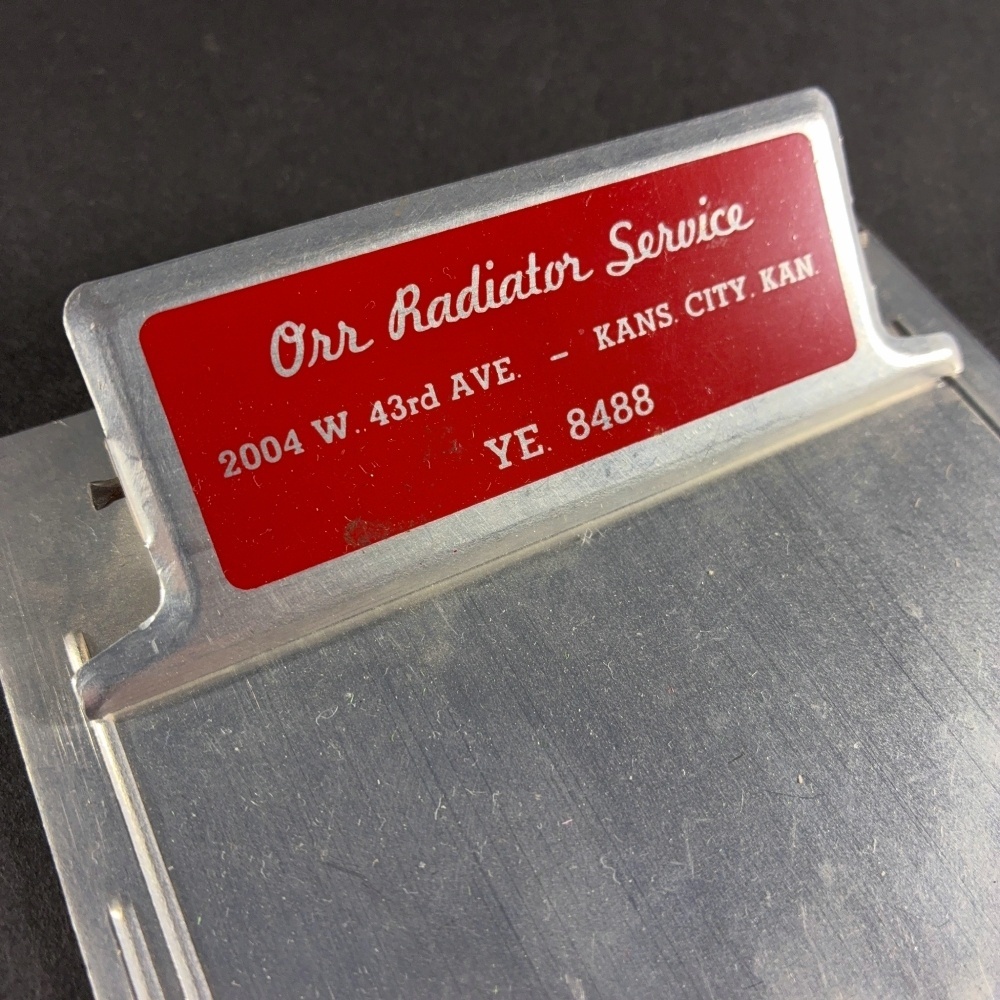 Orr Radiator Service
2004 W. 43rd AVE. – KANS. CITY. KAN.
YE. 8488